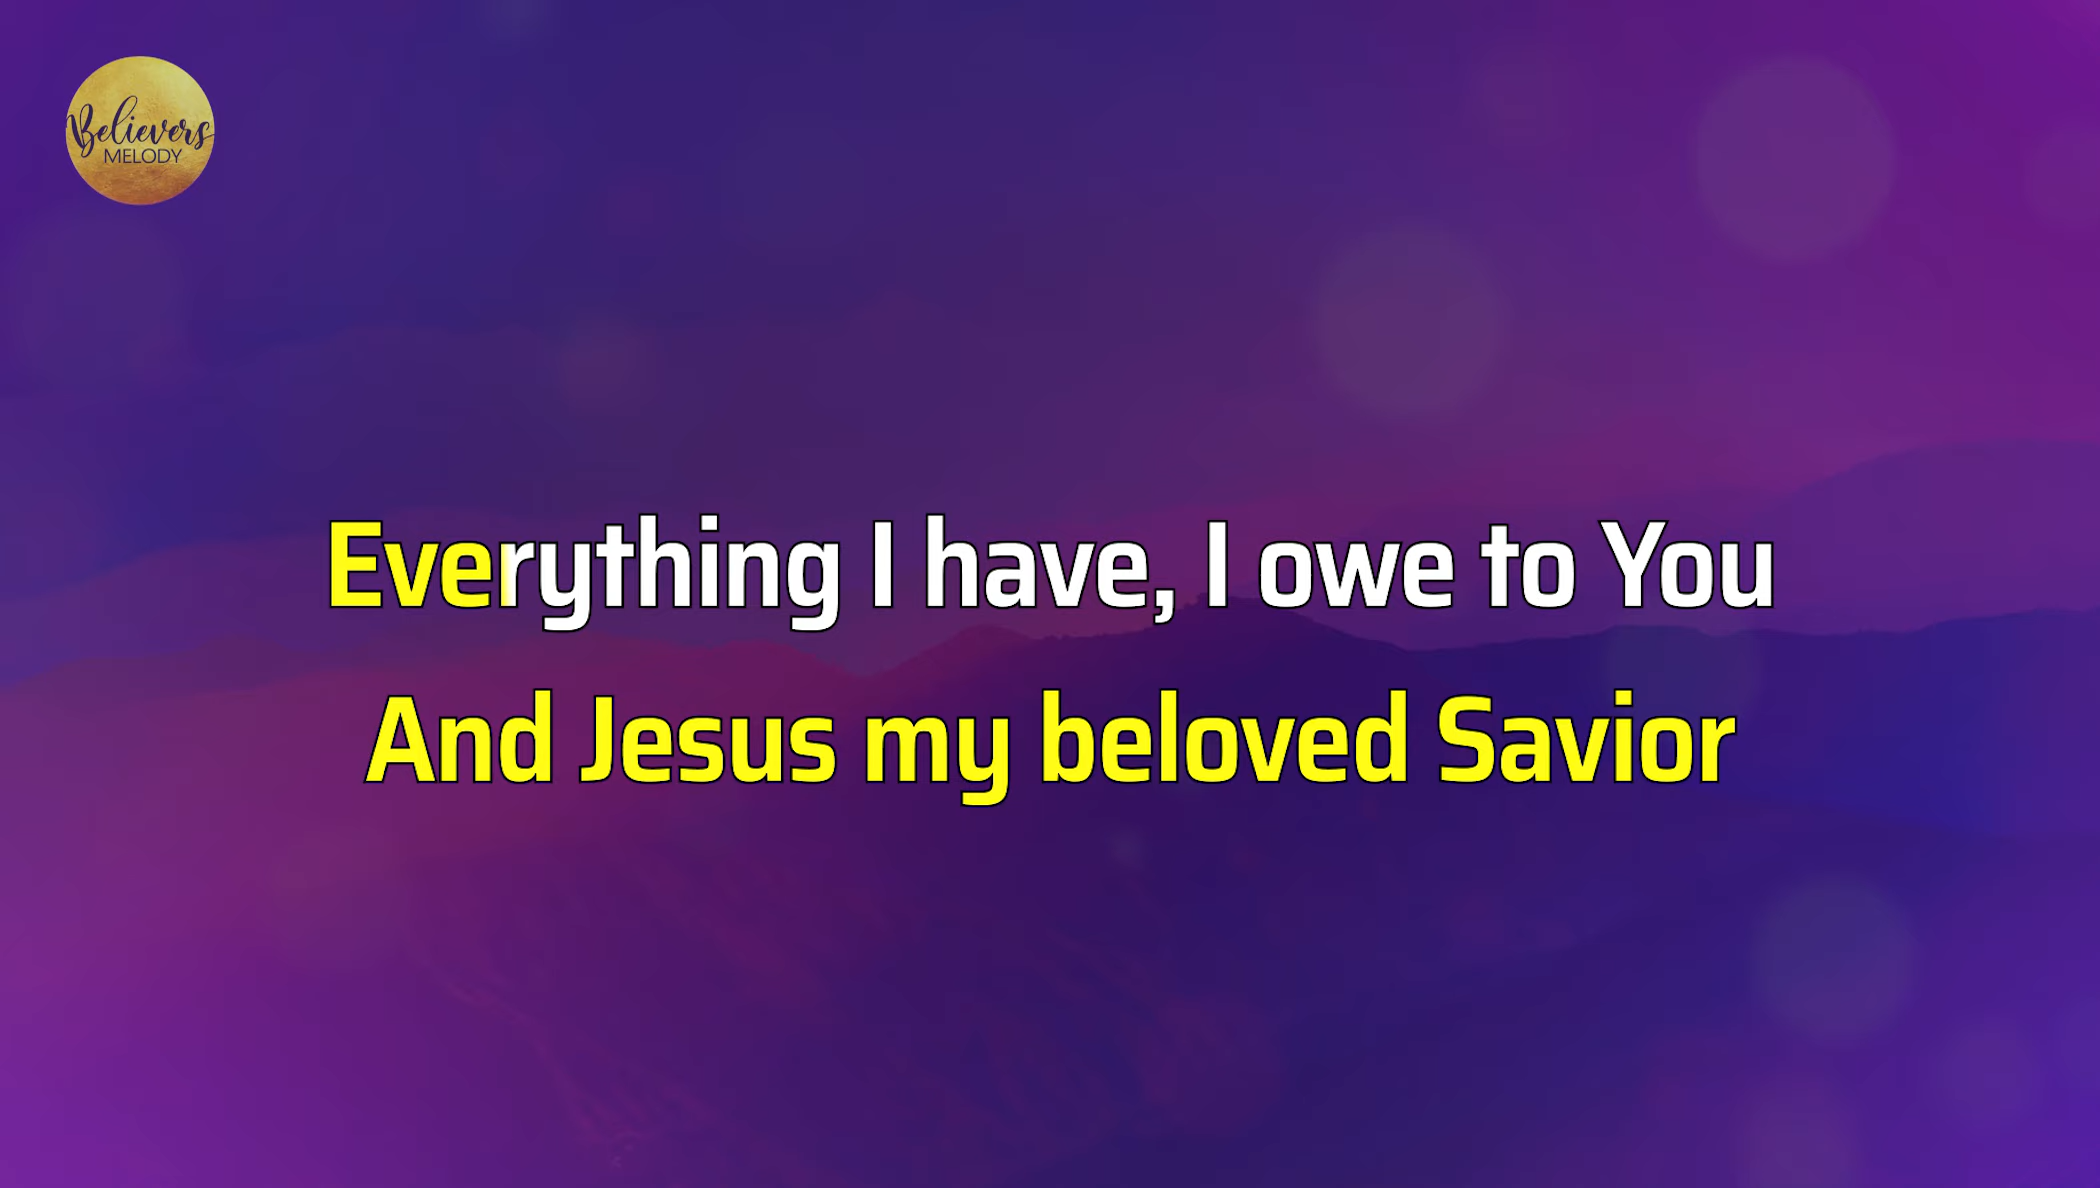 Believers
MELODY
Everything I have, I owe to You
And Jesus my beloved Savior